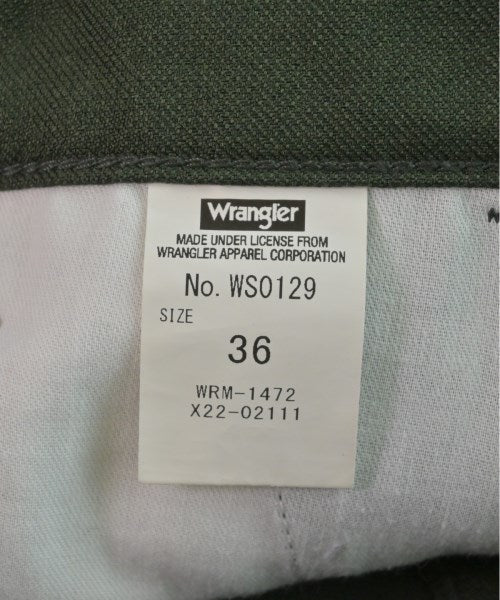 Wrangler
MADE UNDER LICENSE FROM
WRANGLER APPAREL CORPORATION
No. WS0129
SIZE
36
WRM-1472
X22-02111